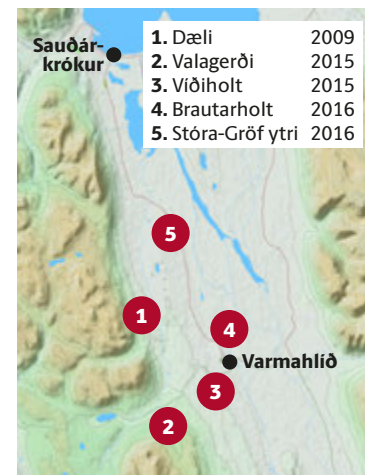 Sauðár-
krókur
1. Dæli 2009
2. Valagerði 2015
3. Víðiholt 2015
4. Brautarholt 2016
5. Stóra-Gröf ytri 2016
5
1
4
Varmahlíð
3
2